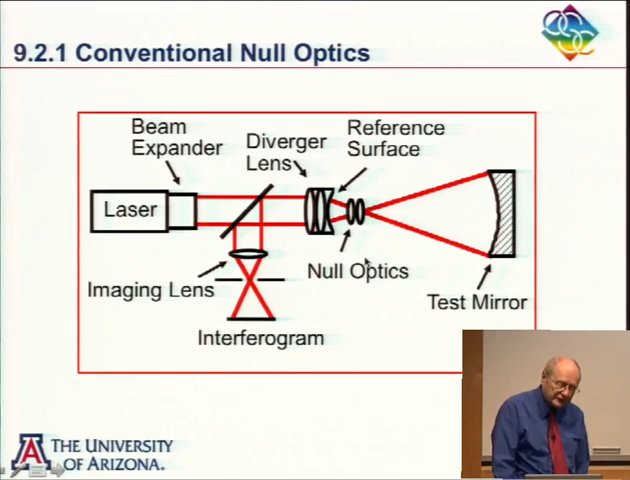 9.2.1 Conventional Null Optics
Beam
Expander
Diverger
Lens
Reference
Surface
Laser
Null Optics
Imaging Lens
Test Mirror
Interferogram
THE UNIVERSITY
OF ARIZONA.